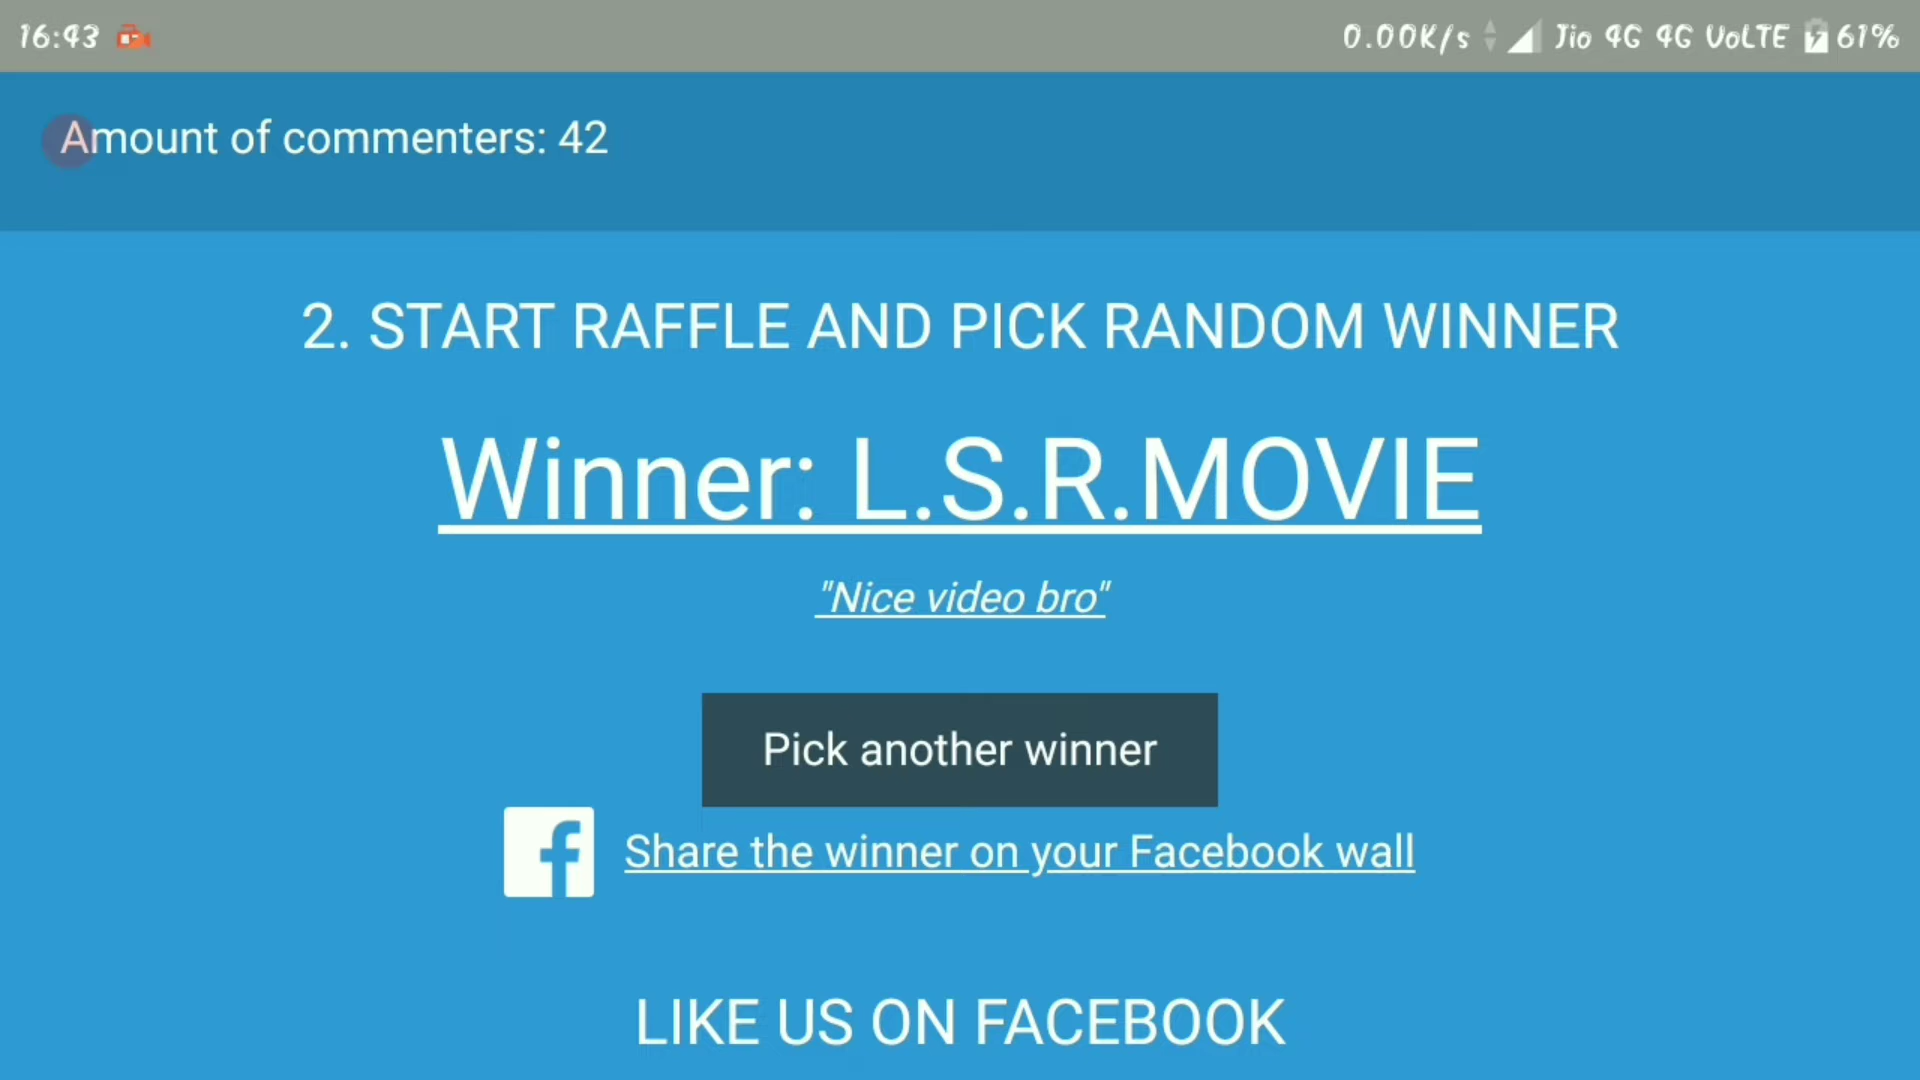 16:43 0.00K/s Jio 4G 4G VoLTE 61%
Amount of commenters: 42
2. START RAFFLE AND PICK RANDOM WINNER
Winner: L.S.R.MOVIE
"Nice video bro"
Pick another winner
Share the winner on your Facebook wall
LIKE US ON FACEBOOK